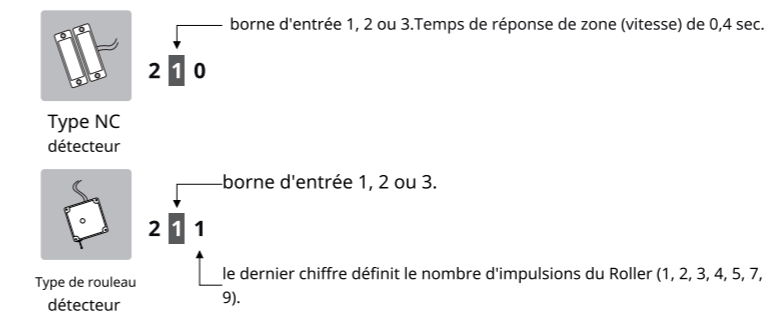 borne d'entrée 1, 2 ou 3.Temps de réponse de zone (vitesse) de 0,4 sec.
2 1 0
Type NC
détecteur
borne d'entrée 1, 2 ou 3.
2 1 1
le dernier chiffre définit le nombre d'impulsions du Roller (1, 2, 3, 4, 5, 7,
9).
Type de rouleau
détecteur